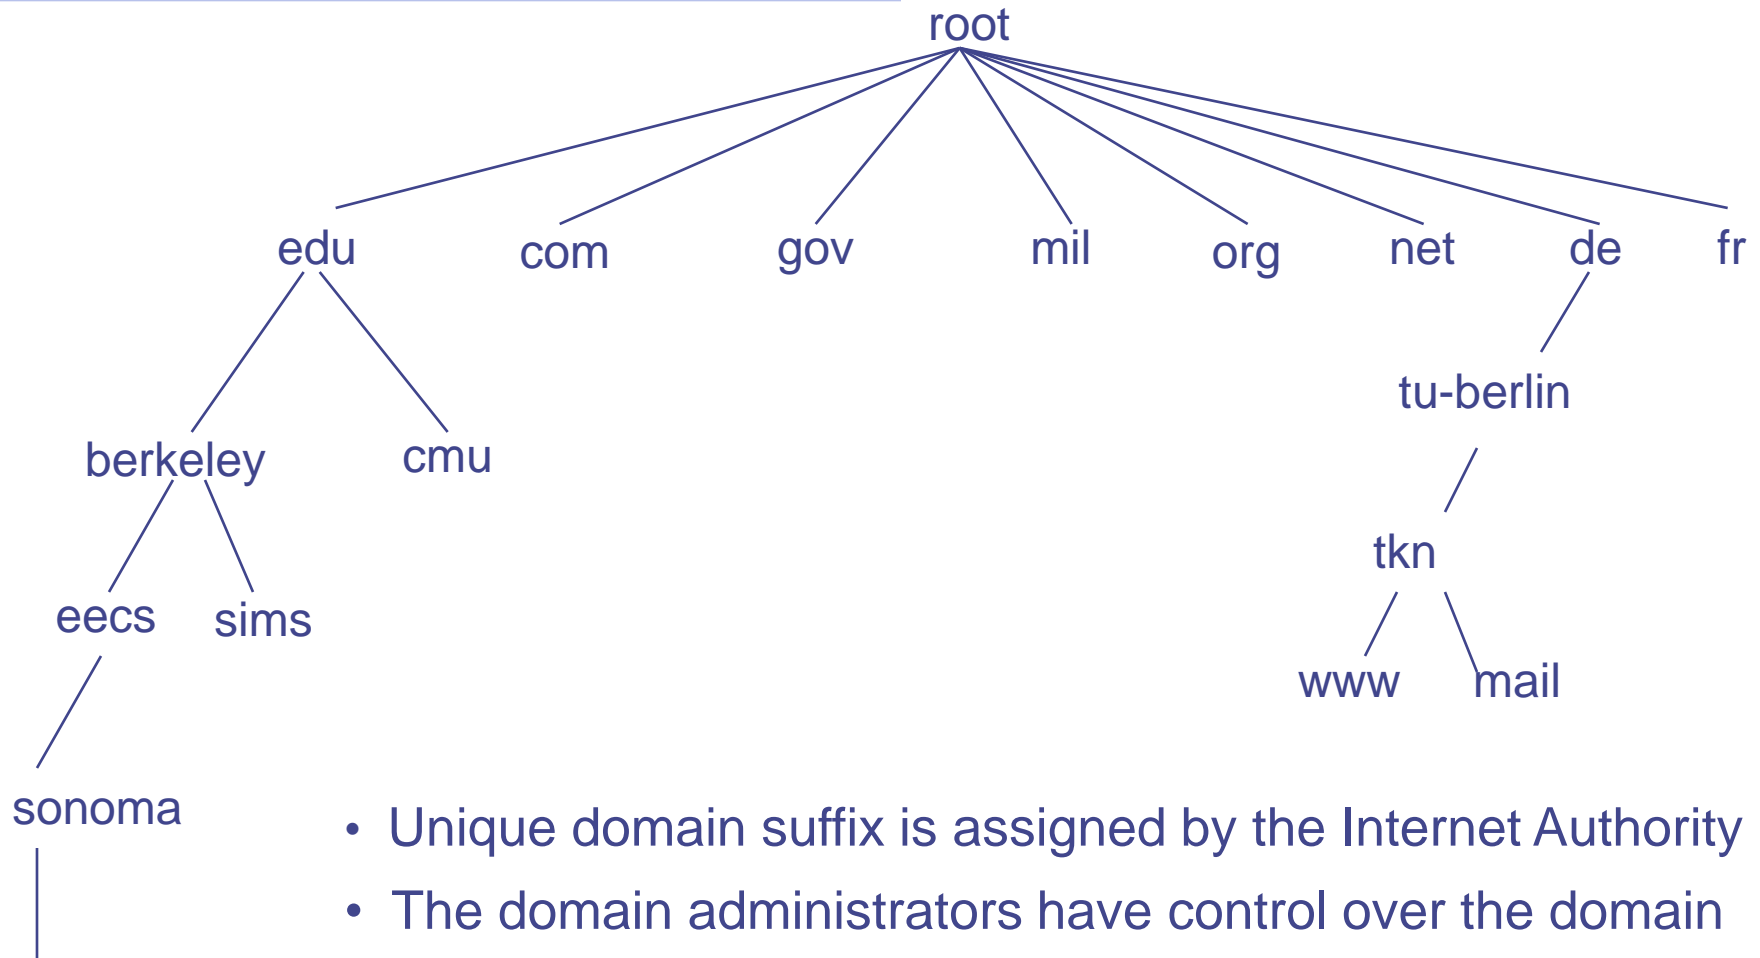 root
edu com gov mil org net de fr
tu-berlin
berkeley cmu
tkn
eecs sims
www mail
sonoma
• Unique domain suffix is assigned by the Internet Authority
• The domain administrators have control over the domain